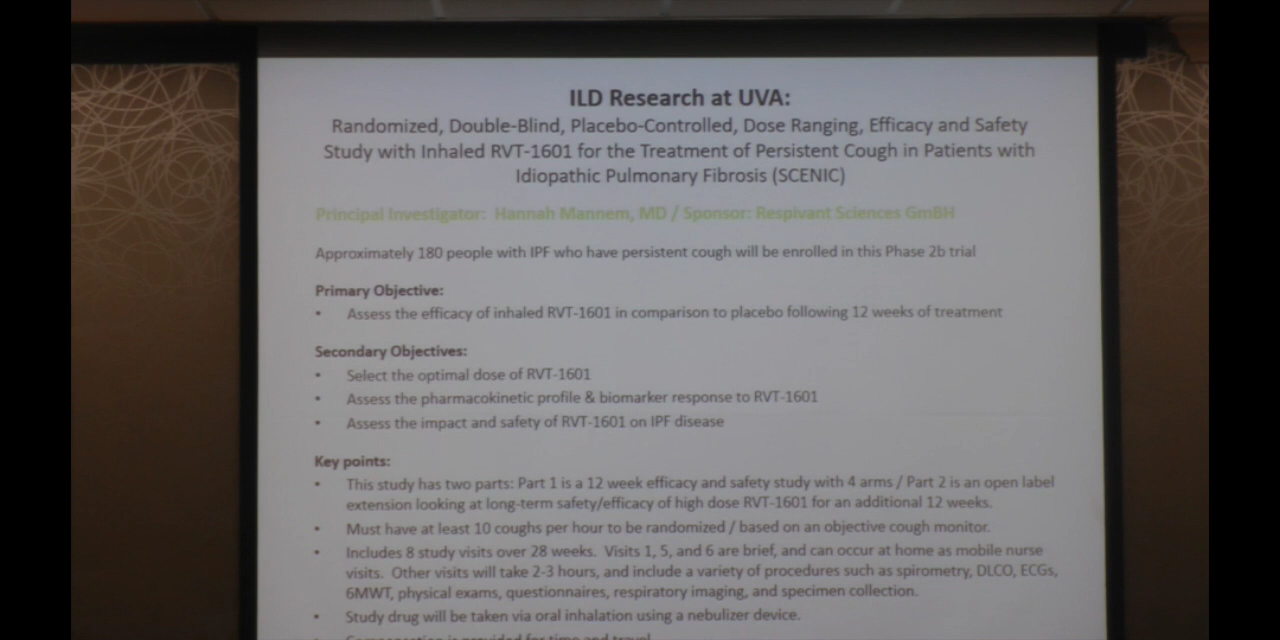 ILD Research at UVA:
Randomized, Double-Blind, Placebo-Controlled, Dose Ranging, Efficacy and Safety
Study with Inhaled RVT-1601 for the Treatment of Persistent Cough in Patients with
Idiopathic Pulmonary Fibrosis (SCENIC)
Principal Investigator: Hannah Mannem, MD / Sponsor: Respivant Sciences GmBH
Approximately 180 people with IPF who have persistent cough will be enrolled in this Phase 2b trial
Primary Objective:
• Assess the efficacy of inhaled RVT-1601 in comparison to placebo following 12 weeks of treatment
Secondary Objectives:
• Select the optimal dose of RVT-1601
• Assess the pharmacokinetic profile & biomarker response to RVT-1601
• Assess the impact and safety of RVT-1601 on IPF disease
Key points:
• This study has two parts: Part 1 is a 12 week efficacy and safety study with 4 arms / Part 2 is an open label
extension looking at long-term safety/efficacy of high dose RVT-1601 for an additional 12 weeks.
• Must have at least 10 coughs per hour to be randomized / based on an objective cough monitor.
• Includes 8 study visits over 28 weeks. Visits 1, 5, and 6 are brief, and can occur at home as mobile nurse
visits. Other visits will take 2-3 hours, and include a variety of procedures such as spirometry, DLCO, ECGs,
6MWT, physical exams, questionnaires, respiratory imaging, and specimen collection.
• Study drug will be taken via oral inhalation using a nebulizer device.
• Compensation is provided for time and travel